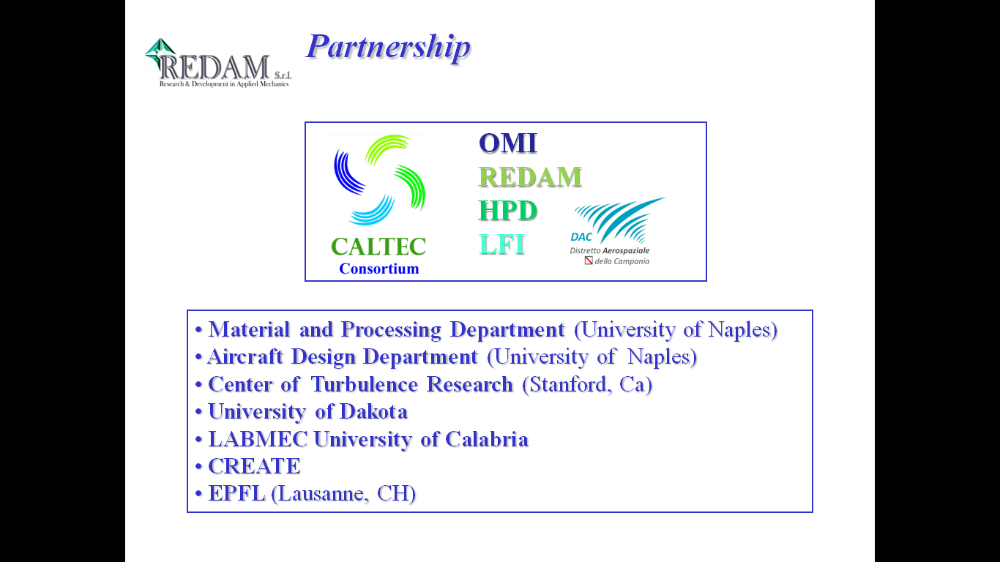 Partnership
REDAM S.r.l.
Research & Development in Applied Mechanics
OMI
REDAM
HPD
LFI
CALTEC
Consortium
DAC
Distretto Aerospaziale
della Campania
• Material and Processing Department (University of Naples)
• Aircraft Design Department (University of Naples)
• Center of Turbulence Research (Stanford, Ca)
• University of Dakota
• LABMEC University of Calabria
• CREATE
• EPFL (Lausanne, CH)